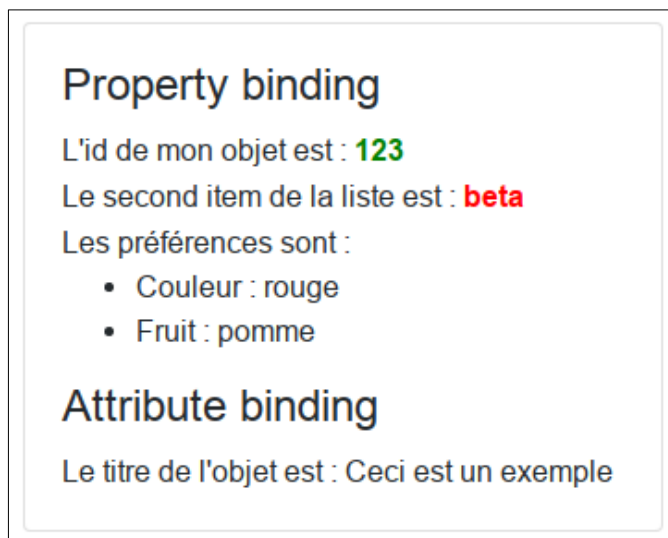 Property binding
L'id de mon objet est : 123
Le second item de la liste est : beta
Les préférences sont :
• Couleur : rouge
• Fruit : pomme
Attribute binding
Le titre de l'objet est : Ceci est un exemple